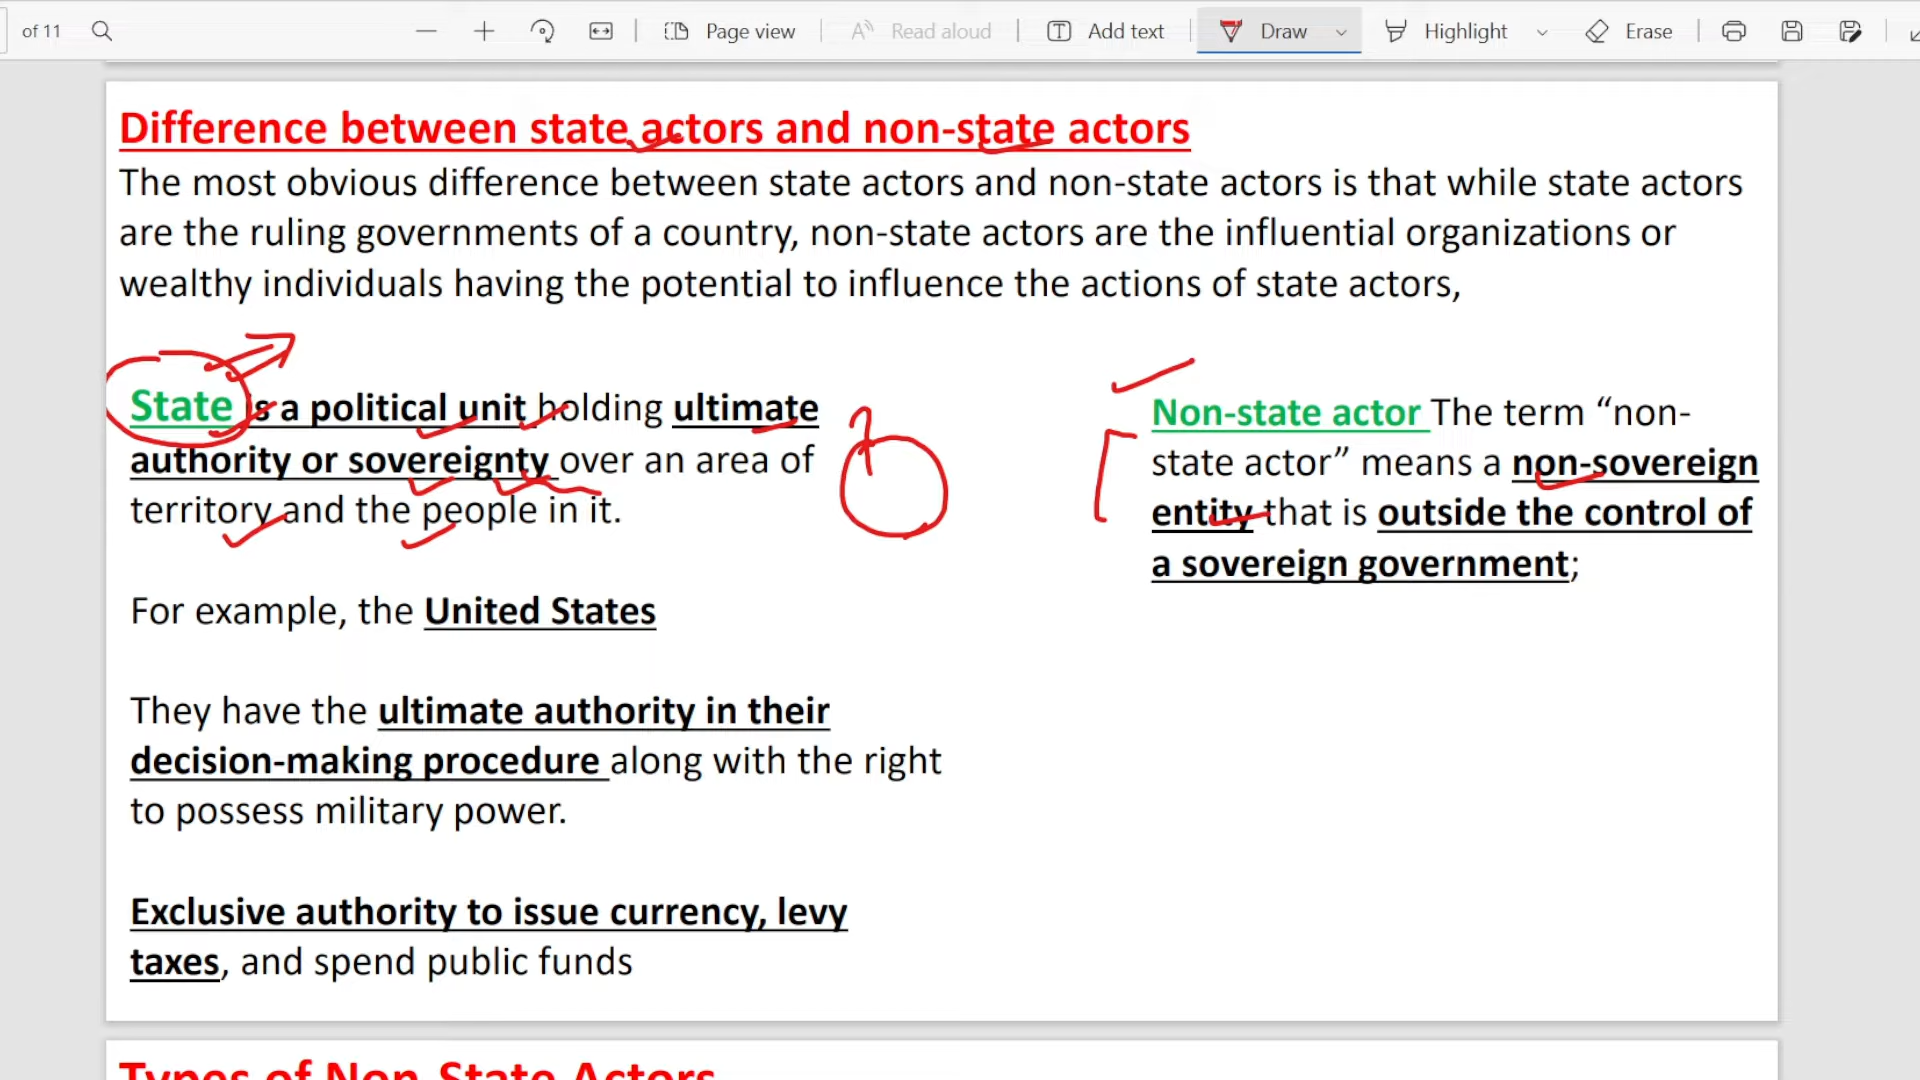 of 11
Page view
Read aloud
Add text
Draw
Highlight
Erase
Difference between state actors and non-state actors
The most obvious difference between state actors and non-state actors is that while state actors
are the ruling governments of a country, non-state actors are the influential organizations or
wealthy individuals having the potential to influence the actions of state actors,
State is a political unit holding ultimate
authority or sovereignty over an area of
territory and the people in it.
For example, the United States
They have the ultimate authority in their
decision-making procedure along with the right
to possess military power.
Exclusive authority to issue currency, levy
taxes, and spend public funds
Non-state actor The term “non-
state actor” means a non-sovereign
entity that is outside the control of
a sovereign government;
Types of Non-State Actors